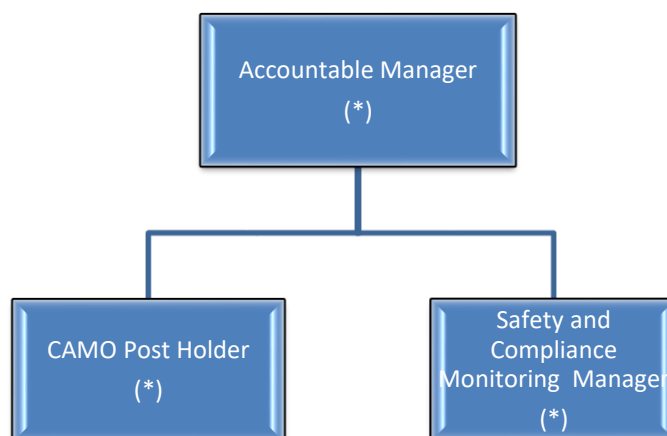 Accountable Manager
(*)
CAMO Post Holder
(*)
Safety and
Compliance
Monitoring Manager
(*)